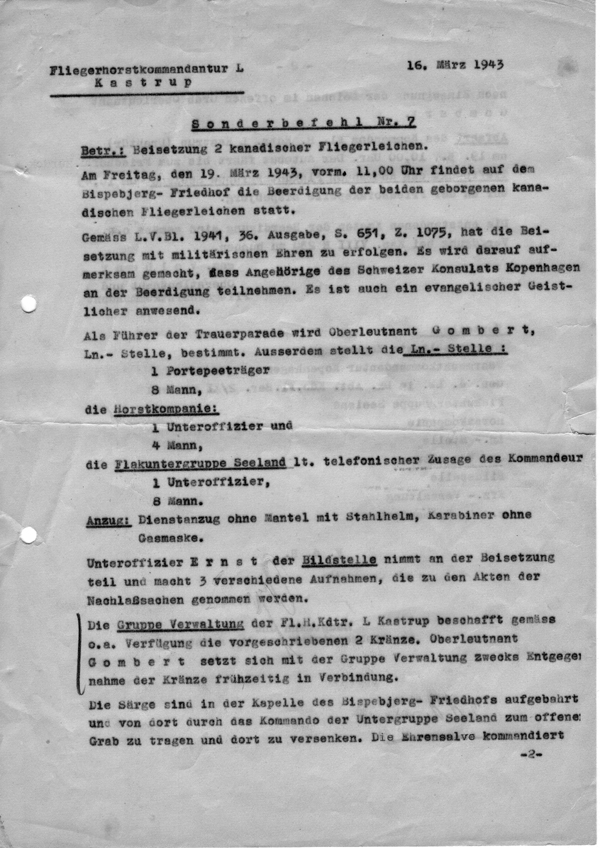 Fliegerhorstkommandantur L 16. März 1943
Kastrup
Sonderbefehl Nr. 7
Betr.: Beisetzung 2 kanadischer Fliegerleichen.
Am Freitag, den 19. März 1943, vorm. 11,00 Uhr findet auf dem
Bispebjerg- Friedhof die Beerdigung der beiden geborgenen kana-
dischen Fliegerleichen statt.
Gemäss L.V.Bl. 1941, 36. Ausgabe, S. 651, Z. 1075, hat die Bei-
setzung mit militärischen Ehren zu erfolgen. Es wird darauf auf-
merksam gemacht, dass Angehörige des Schweizer Konsulats Kopenhagen
an der Beerdigung teilnehmen. Es ist auch ein evangelischer Geist-
licher anwesend.
Als Führer der Trauerparade wird Oberleutnant Gombert,
Ln.- Stelle, bestimmt. Ausserdem stellt die Ln.- Stelle :
1 Portepeeträger
8 Mann,
die Horstkompanie:
1 Unteroffizier und
4 Mann,
die Flakuntergruppe Seeland lt. telefonischer Zusage des Kommandeur
1 Unteroffizier,
8 Mann.
Anzug: Dienstanzug ohne Mantel mit Stahlhelm, Karabiner ohne
Gasmaske.
Unteroffizier Ernst der Bildstelle nimmt an der Beisetzung
teil und macht 3 verschiedene Aufnahmen, die zu den Akten der
Nachlaßsachen genommen werden.
Die Gruppe Verwaltung der Fl.H.Kdtr. L Kastrup beschafft gemäss
o.a. Verfügung die vorgeschriebenen 2 Kränze. Oberleutnant
Gombert setzt sich mit der Gruppe Verwaltung zwecks Entgege
nahme der Kränze frühzeitig in Verbindung.
Die Särge sind in der Kapelle des Bispebjerg- Friedhofs aufgebahrt
und von dort durch das Kommando der Untergruppe Seeland zum offene
Grab zu tragen und dort zu versenken. Die Ehrensalve kommandiert
-2-